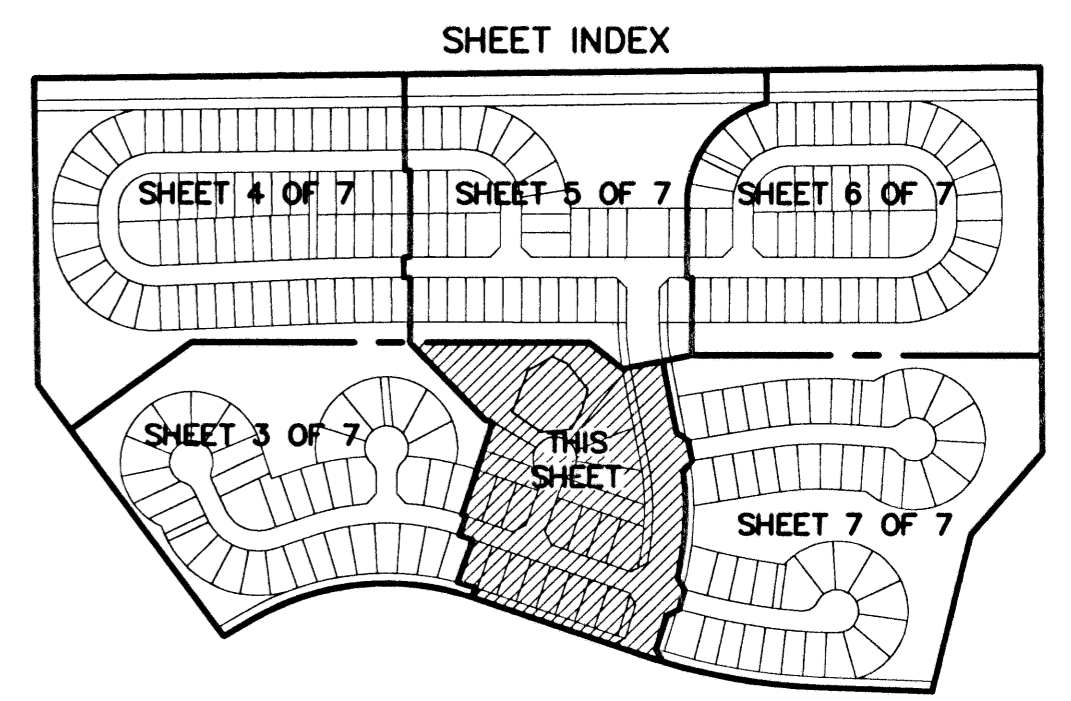 SHEET INDEX
SHEET 4 OF 7
SHEET 5 OF 7
SHEET 6 OF 7
SHEET 3 OF 7
THIS
SHEET
SHEET 7 OF 7